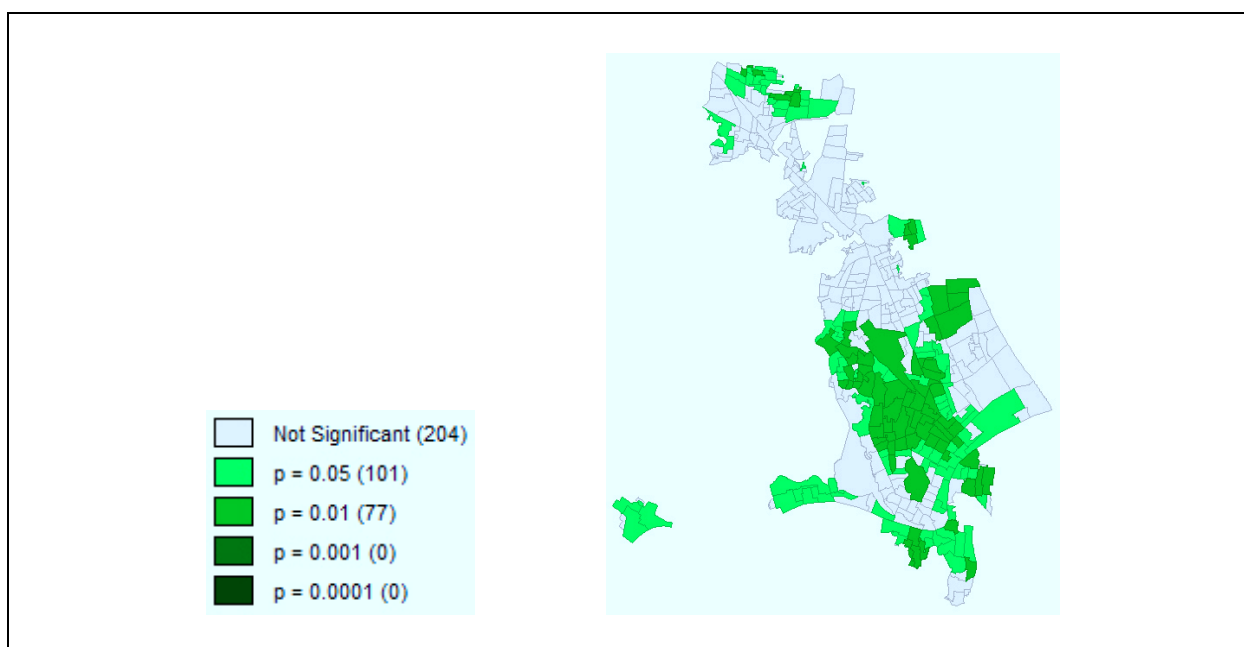 Not Significant (204)
p = 0.05 (101)
p = 0.01 (77)
p = 0.001 (0)
p = 0.0001 (0)